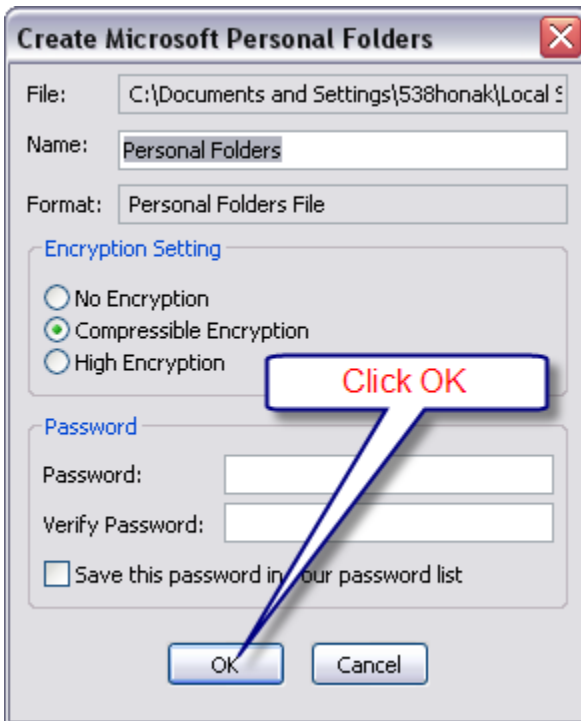 Create Microsoft Personal Folders
File: C:\Documents and Settings\538honak\Local
Name: Personal Folders
Format: Personal Folders File
Encryption Setting
No Encryption
Compressible Encryption
High Encryption
Click OK
Password
Password:
Verify Password:
Save this password in your password list
OK Cancel